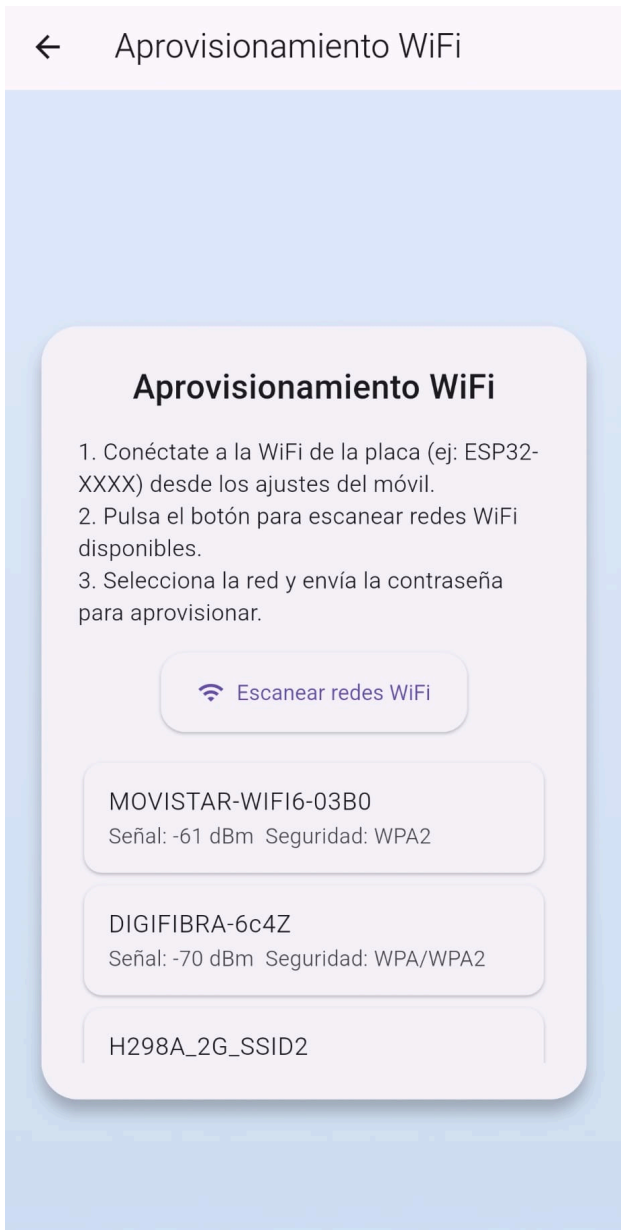 Aprovisionamiento WiFi
Aprovisionamiento WiFi
1. Conéctate a la WiFi de la placa (ej: ESP32-
XXXX) desde los ajustes del móvil.
2. Pulsa el botón para escanear redes WiFi
disponibles.
3. Selecciona la red y envía la contraseña
para aprovisionar.
Escanear redes WiFi
MOVISTAR-WIFI6-03B0
Señal: -61 dBm  Seguridad: WPA2
DIGIFIBRA-6c4Z
Señal: -70 dBm  Seguridad: WPA/WPA2
H298A_2G_SSID2